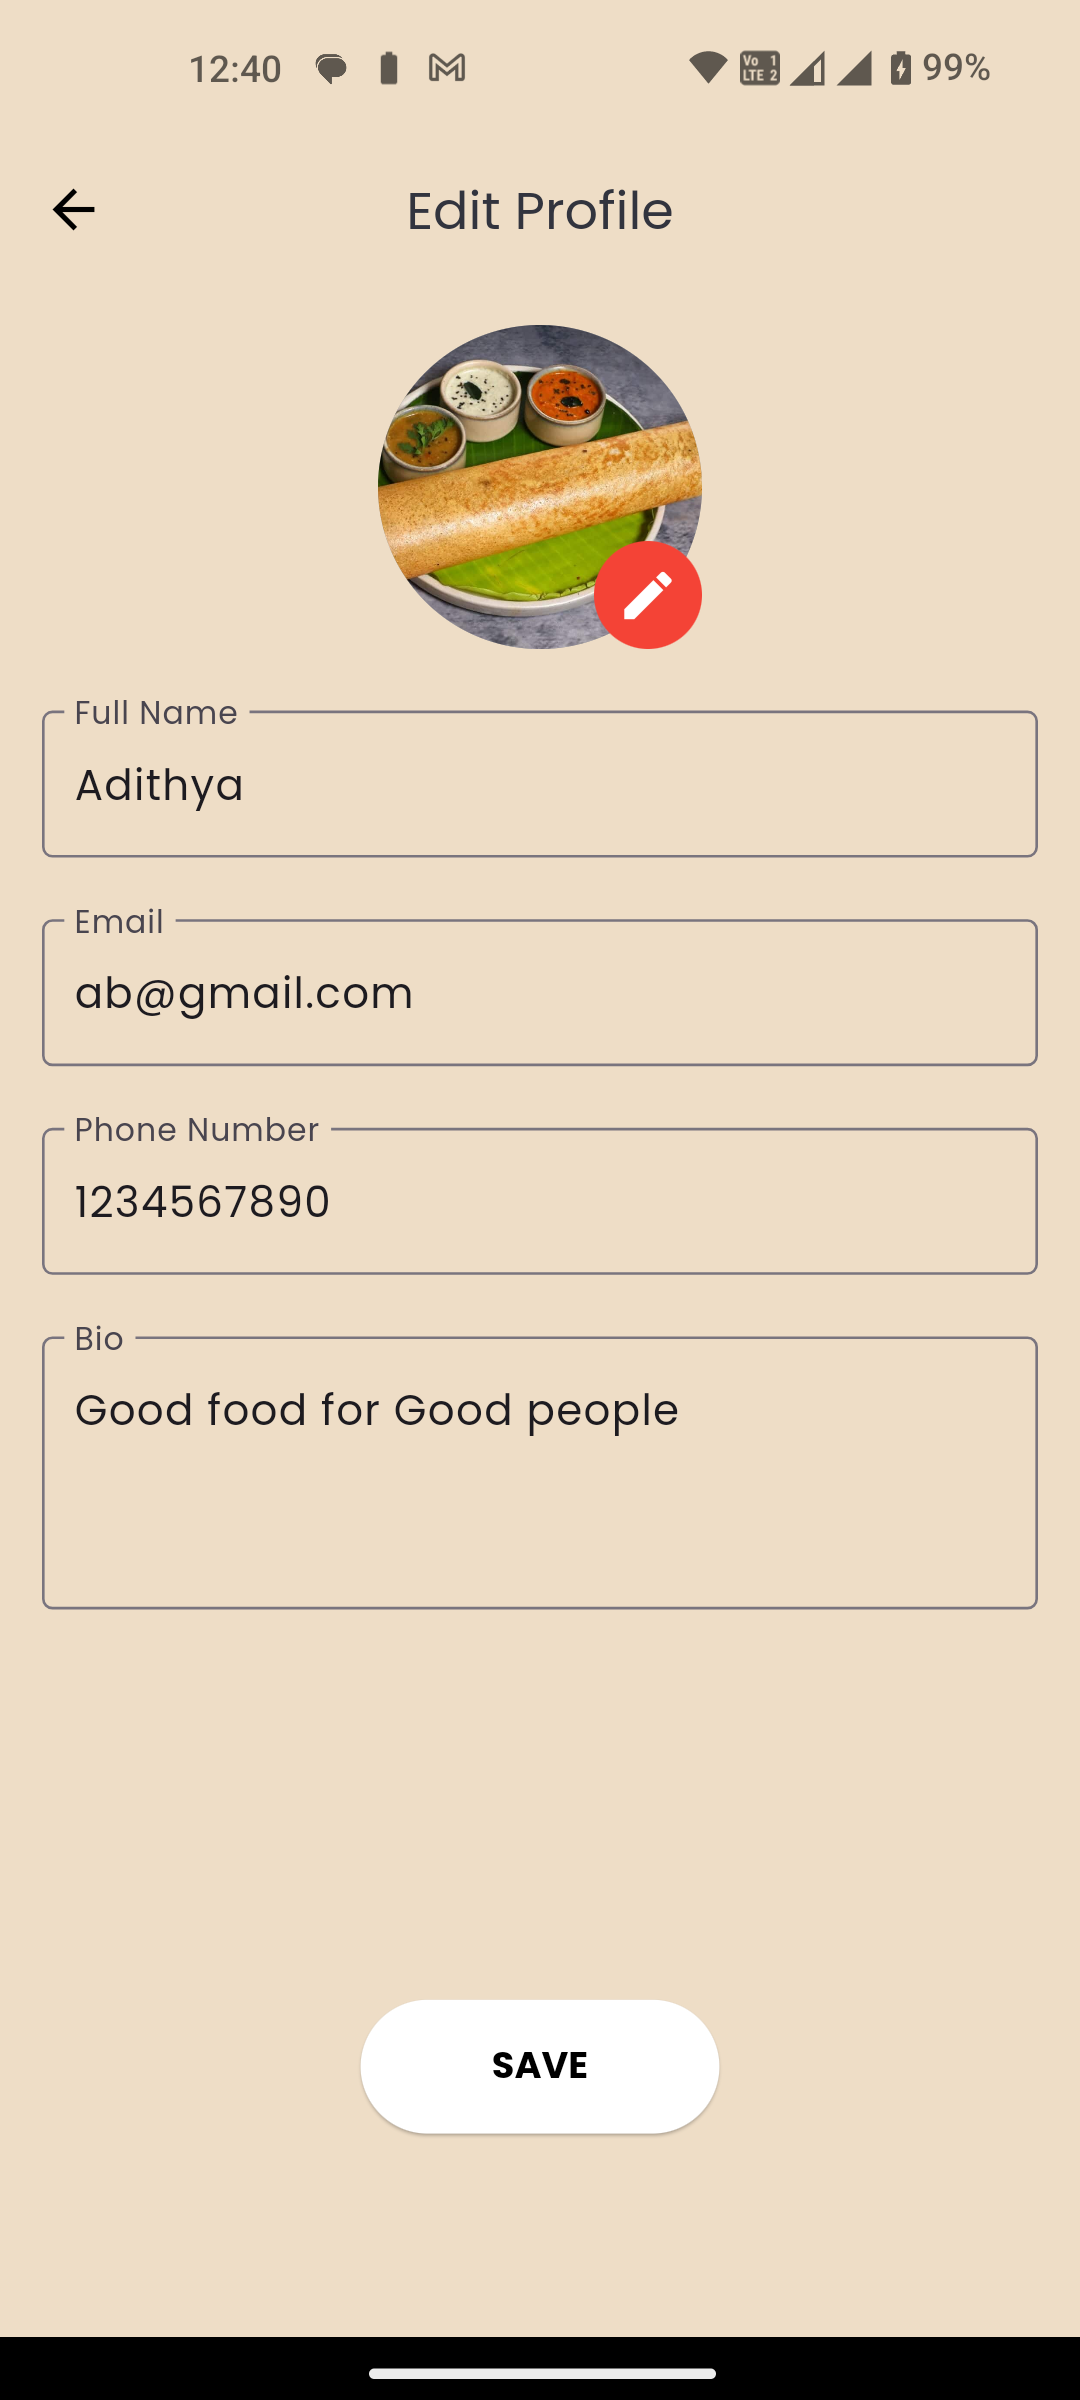 12:40
Vo 1
LTE 2
99%
Edit Profile
Full Name
Adithya
Email
ab@gmail.com
Phone Number
1234567890
Bio
Good food for Good people
SAVE